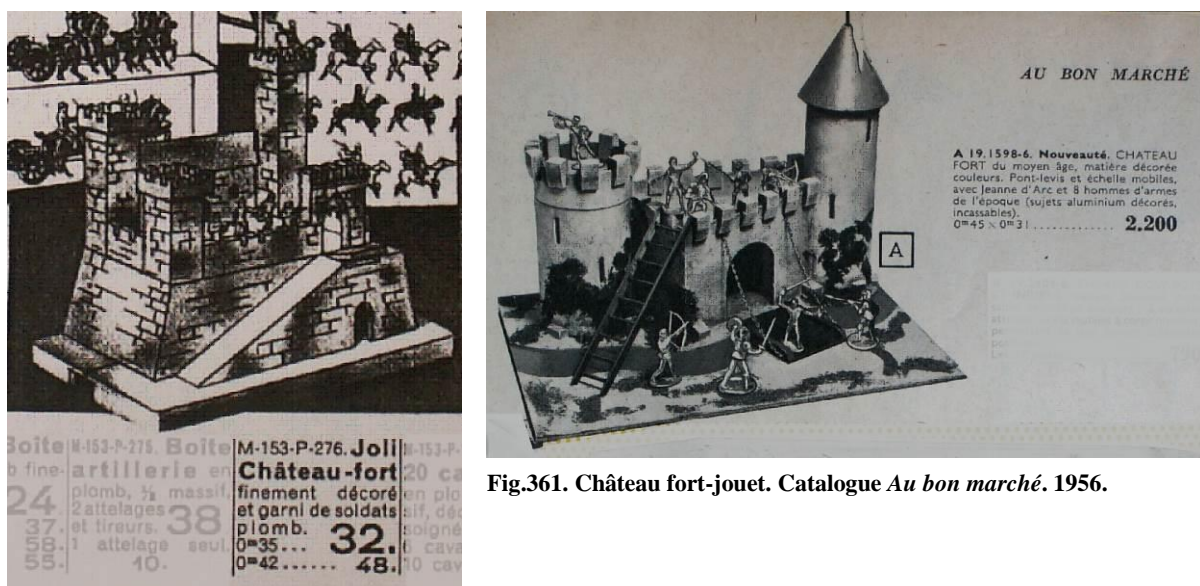 Boîte
b fine-
24
37.
58.
55.
M-153-P-275. Boîte
artillerie en
plomb, ½ massif,
2 attelages
et tireurs. 38
1 attelage seul.
10.
M-153-P-276. Joli
Château-fort
finement décoré
et garni de soldats
plomb.
0m35... 32.
0m42...... 48.
M-153-P-
20 ca
en plo
sif, déc
soigné
cava
10 cav
AU BON MARCHÉ
A 19.1598-6. Nouveauté. CHATEAU
FORT du moyen âge, matière décorée
couleurs. Pont-levis et échelle mobiles,
avec Jeanne d'Arc et 8 hommes d'armes
de l'époque (sujets aluminium décorés,
incassables).
0m45 × 0m31 ............. 2.200
A
Fig.361. Château fort-jouet. Catalogue Au bon marché. 1956.